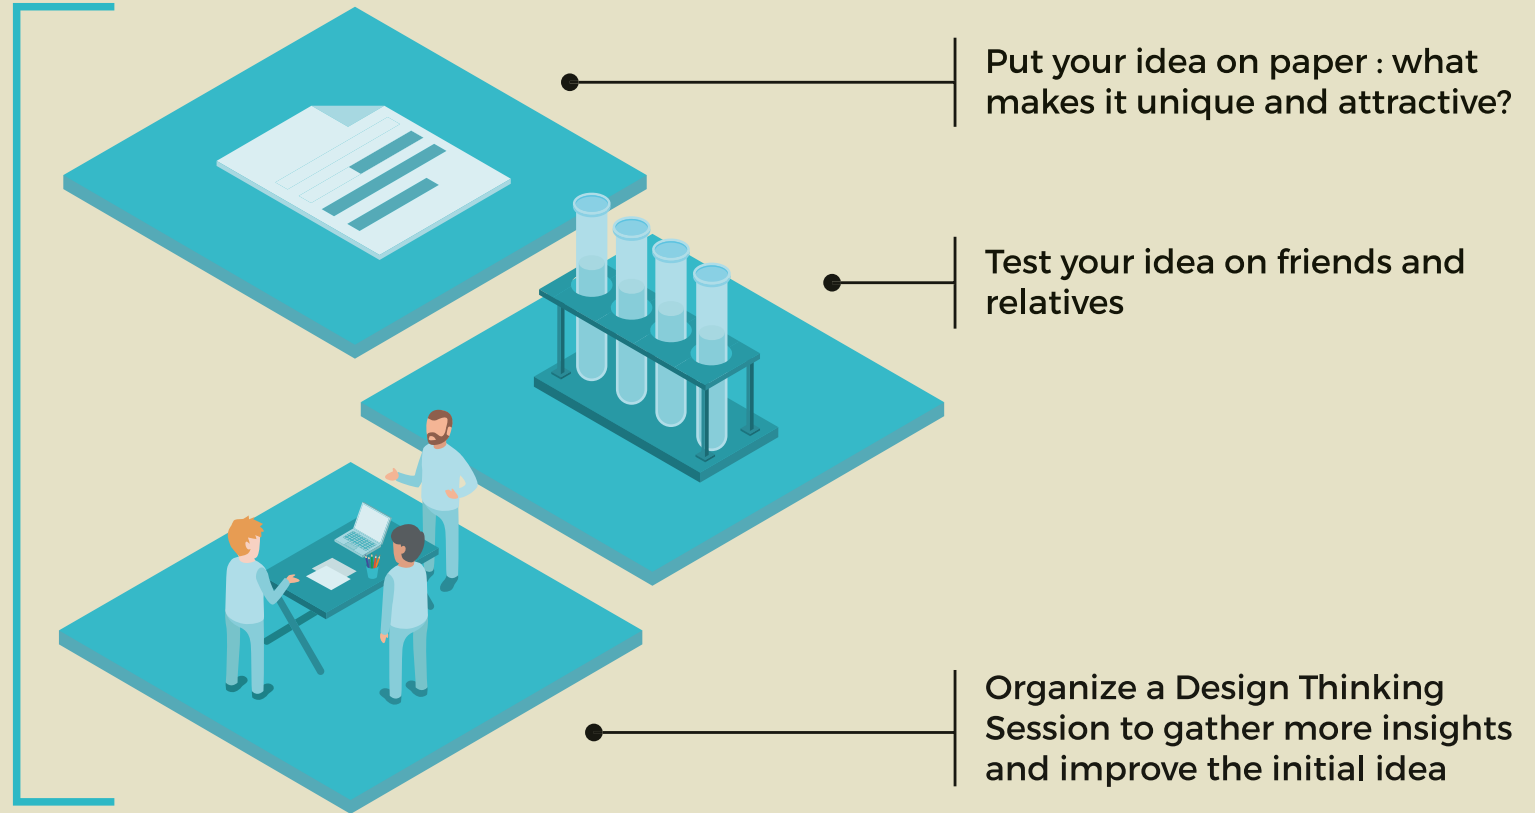 Put your idea on paper : what
makes it unique and attractive?
Test your idea on friends and
relatives
Organize a Design Thinking
Session to gather more insights
and improve the initial idea